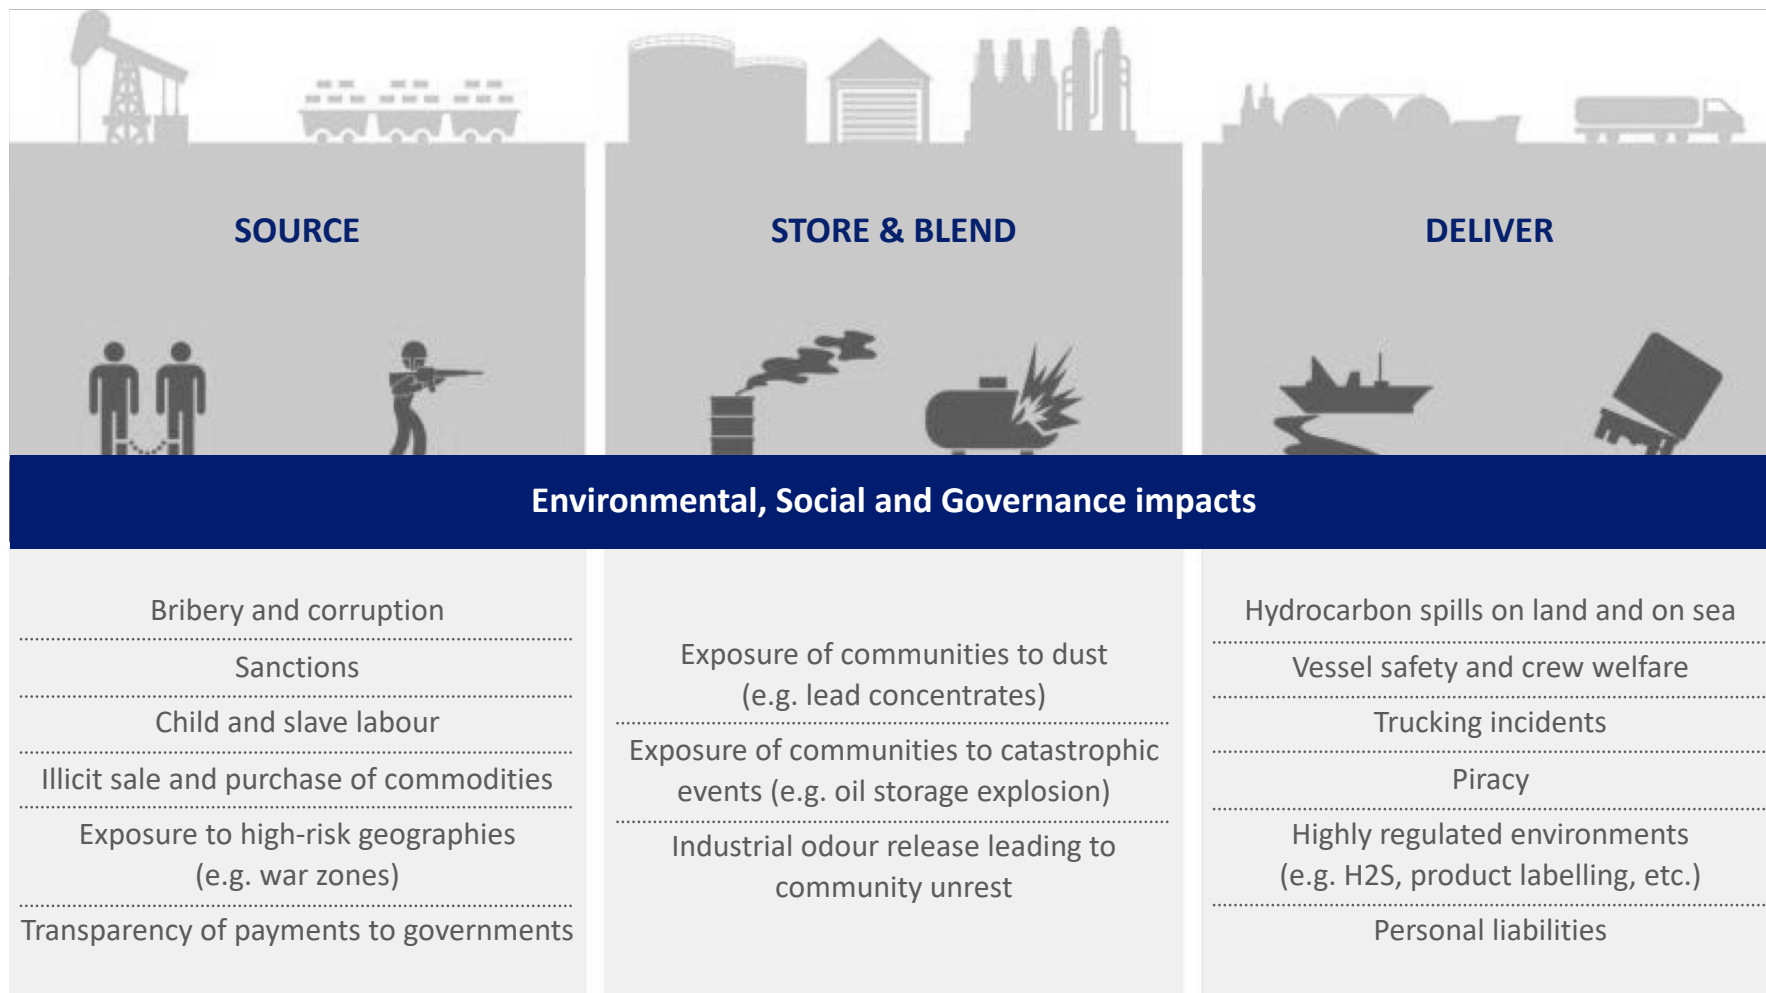 SOURCE
STORE & BLEND
DELIVER
Environmental, Social and Governance impacts
Bribery and corruption
Sanctions
Child and slave labour
Illicit sale and purchase of commodities
Exposure to high-risk geographies
(e.g. war zones)
Transparency of payments to governments
Exposure of communities to dust
(e.g. lead concentrates)
Exposure of communities to catastrophic
events (e.g. oil storage explosion)
Industrial odour release leading to
community unrest
Hydrocarbon spills on land and on sea
Vessel safety and crew welfare
Trucking incidents
Piracy
Highly regulated environments
(e.g. H2S, product labelling, etc.)
Personal liabilities